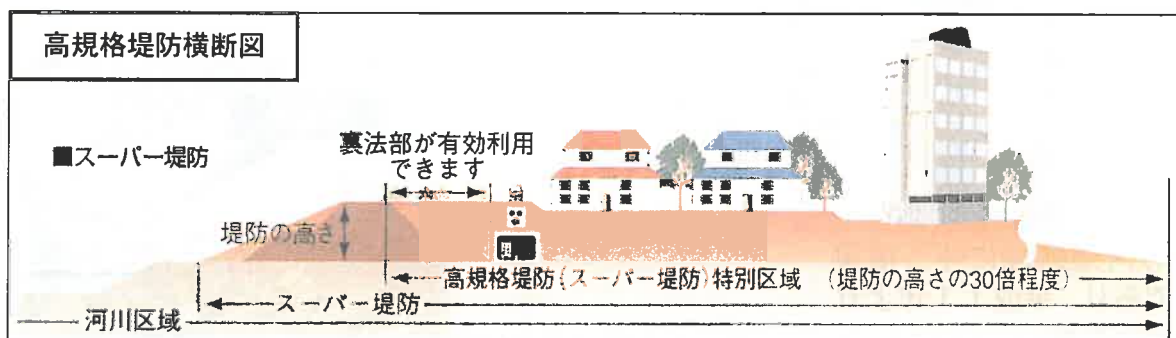 高規格堤防横断図
■スーパー堤防
裏法部が有効利用
できます
堤防の高さ
高規格堤防(スーパー堤防)特別区域 (堤防の高さの30倍程度)
スーパー堤防
河川区域